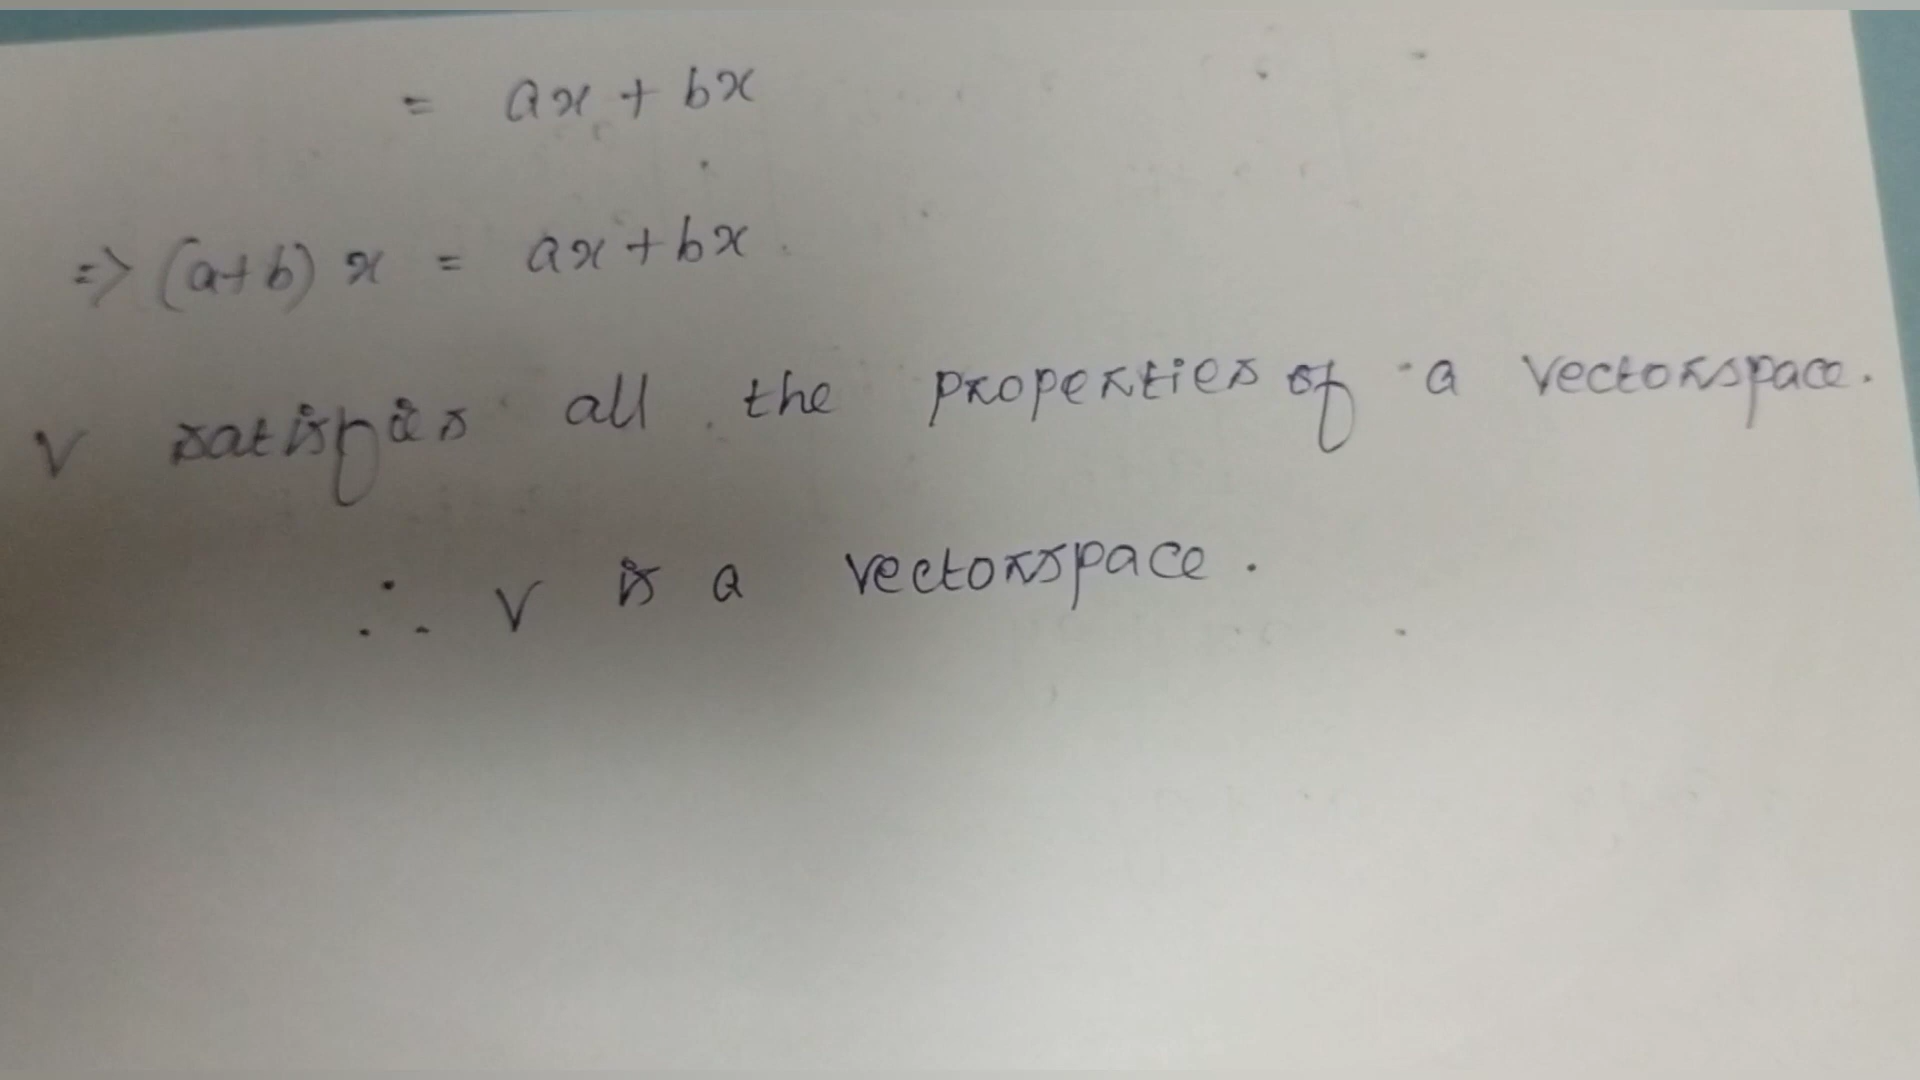 = ax + bx
=> (a+b) x = ax + bx.
V satisfies all the properties of a vectorspace.
∴ V is a vectorspace.